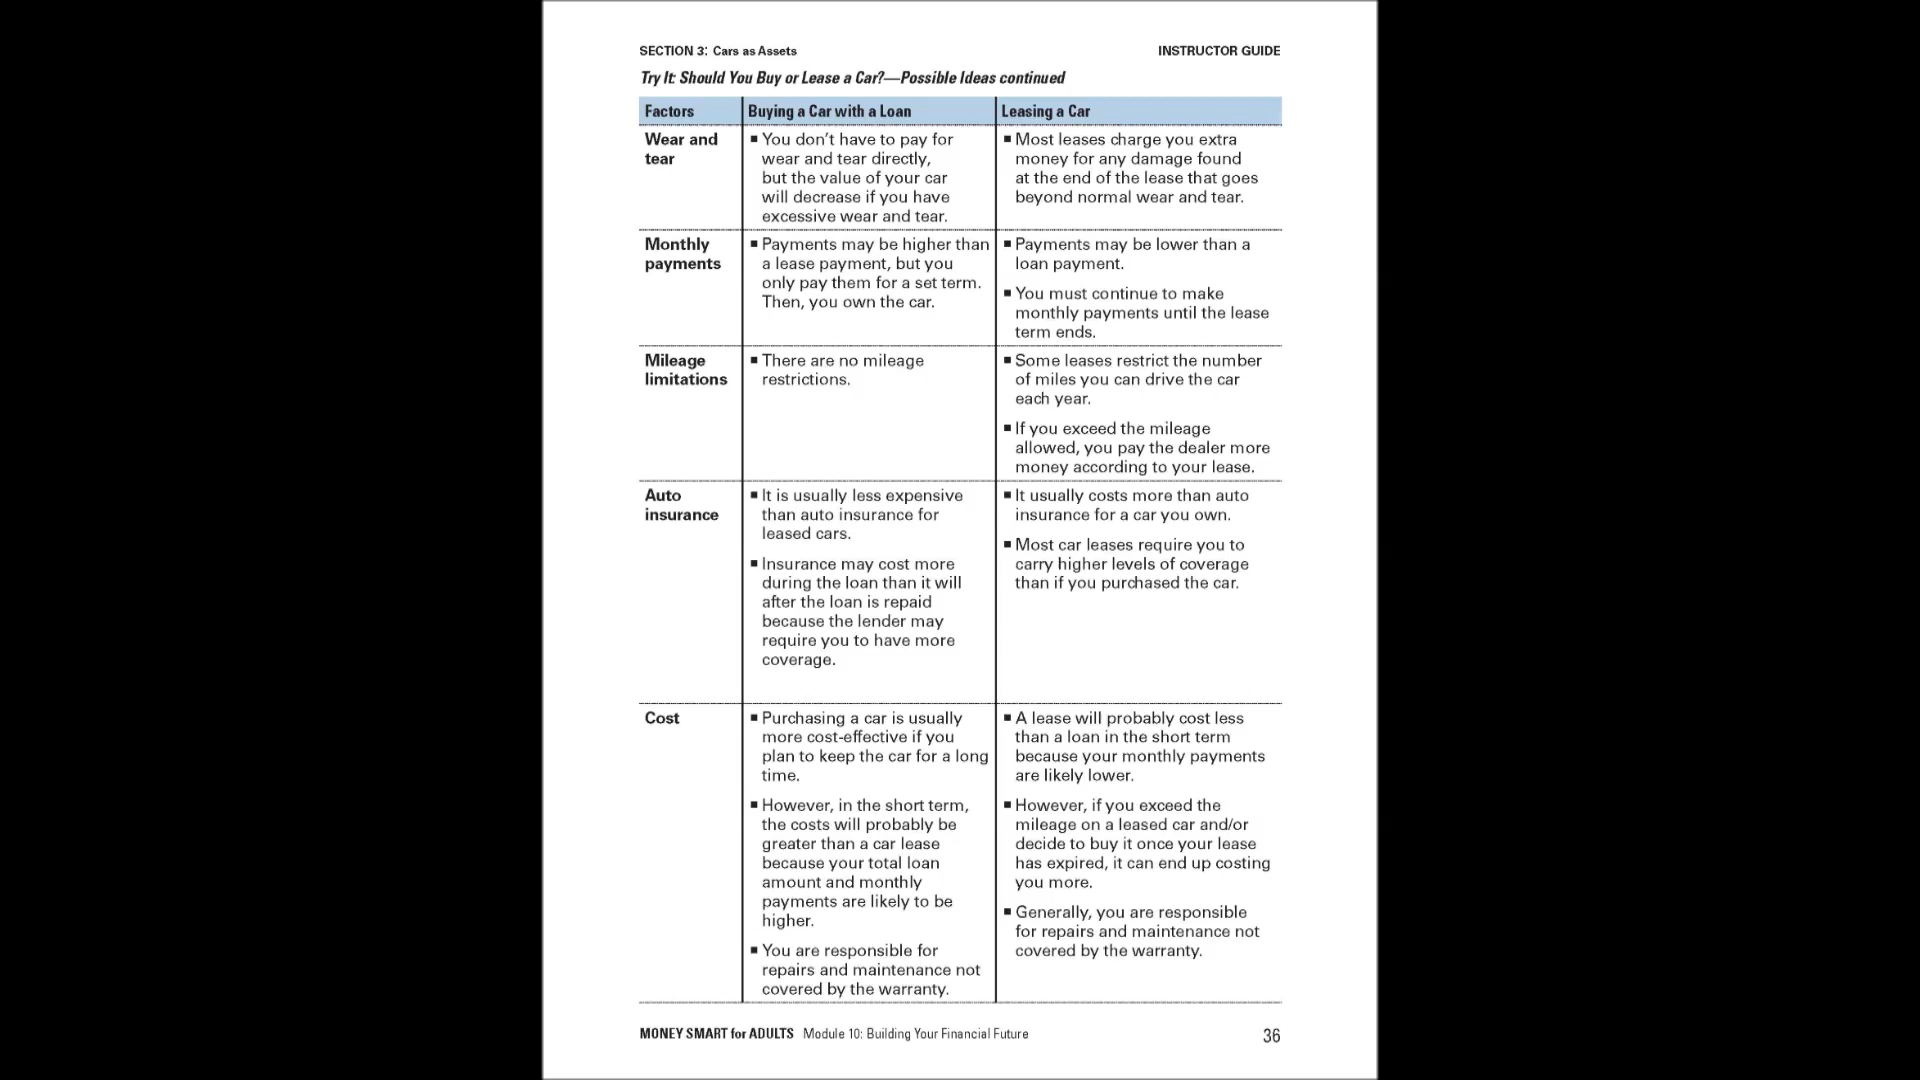 SECTION 3: Cars as Assets INSTRUCTOR GUIDE
Try It: Should You Buy or Lease a Car?—Possible Ideas continued
Factors Buying a Car with a Loan Leasing a Car
Wear and
tear
■ You don't have to pay for
wear and tear directly,
but the value of your car
will decrease if you have
excessive wear and tear.
■ Most leases charge you extra
money for any damage found
at the end of the lease that goes
beyond normal wear and tear.
Monthly
payments
■ Payments may be higher than
a lease payment, but you
only pay them for a set term.
Then, you own the car.
■ Payments may be lower than a
loan payment.
■ You must continue to make
monthly payments until the lease
term ends.
Mileage
limitations
■ There are no mileage
restrictions.
■ Some leases restrict the number
of miles you can drive the car
each year.
■ If you exceed the mileage
allowed, you pay the dealer more
money according to your lease.
Auto
insurance
■ It is usually less expensive
than auto insurance for
leased cars.
■ Insurance may cost more
during the loan than it will
after the loan is repaid
because the lender may
require you to have more
coverage.
■ It usually costs more than auto
insurance for a car you own.
■ Most car leases require you to
carry higher levels of coverage
than if you purchased the car.
Cost
■ Purchasing a car is usually
more cost-effective if you
plan to keep the car for a long
time.
■ However, in the short term,
the costs will probably be
greater than a car lease
because your total loan
amount and monthly
payments are likely to be
higher.
■ You are responsible for
repairs and maintenance not
covered by the warranty.
■ A lease will probably cost less
than a loan in the short term
because your monthly payments
are likely lower.
■ However, if you exceed the
mileage on a leased car and/or
decide to buy it once your lease
has expired, it can end up costing
you more.
■ Generally, you are responsible
for repairs and maintenance not
covered by the warranty.
MONEY SMART for ADULTS Module 10: Building Your Financial Future 36